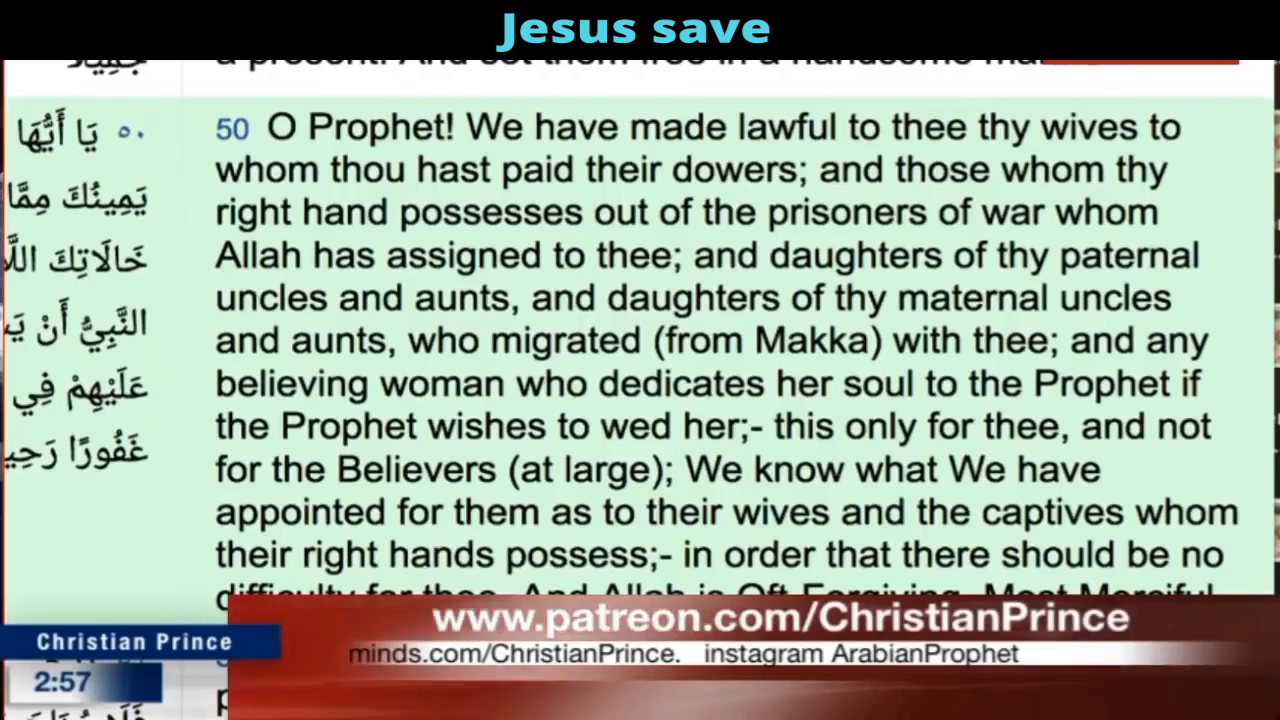 Jesus save
50 O Prophet! We have made lawful to thee thy wives to
whom thou hast paid their dowers; and those whom thy
right hand possesses out of the prisoners of war whom
Allah has assigned to thee; and daughters of thy paternal
uncles and aunts, and daughters of thy maternal uncles
and aunts, who migrated (from Makka) with thee; and any
believing woman who dedicates her soul to the Prophet if
the Prophet wishes to wed her;- this only for thee, and not
for the Believers (at large); We know what We have
appointed for them as to their wives and the captives whom
their right hands possess;- in order that there should be no
٥٠ يَا أَيُّهَا
يَمِينُكَ مِمَّا
خَالَاتِكَ
النَّبِيُّ أَنْ
عَلَيْهِمْ فِي
غَفُورًا
www.patreon.com/ChristianPrince
minds.com/ChristianPrince. instagram ArabianProphet
Christian Prince
2:57